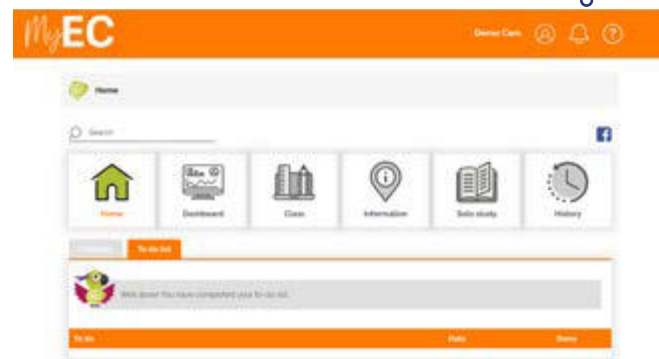 MyEC
Home
Search
Home Dashboard Class Information Solo study History
To do list
Well done! You have completed your to-do list.
To do Date Done